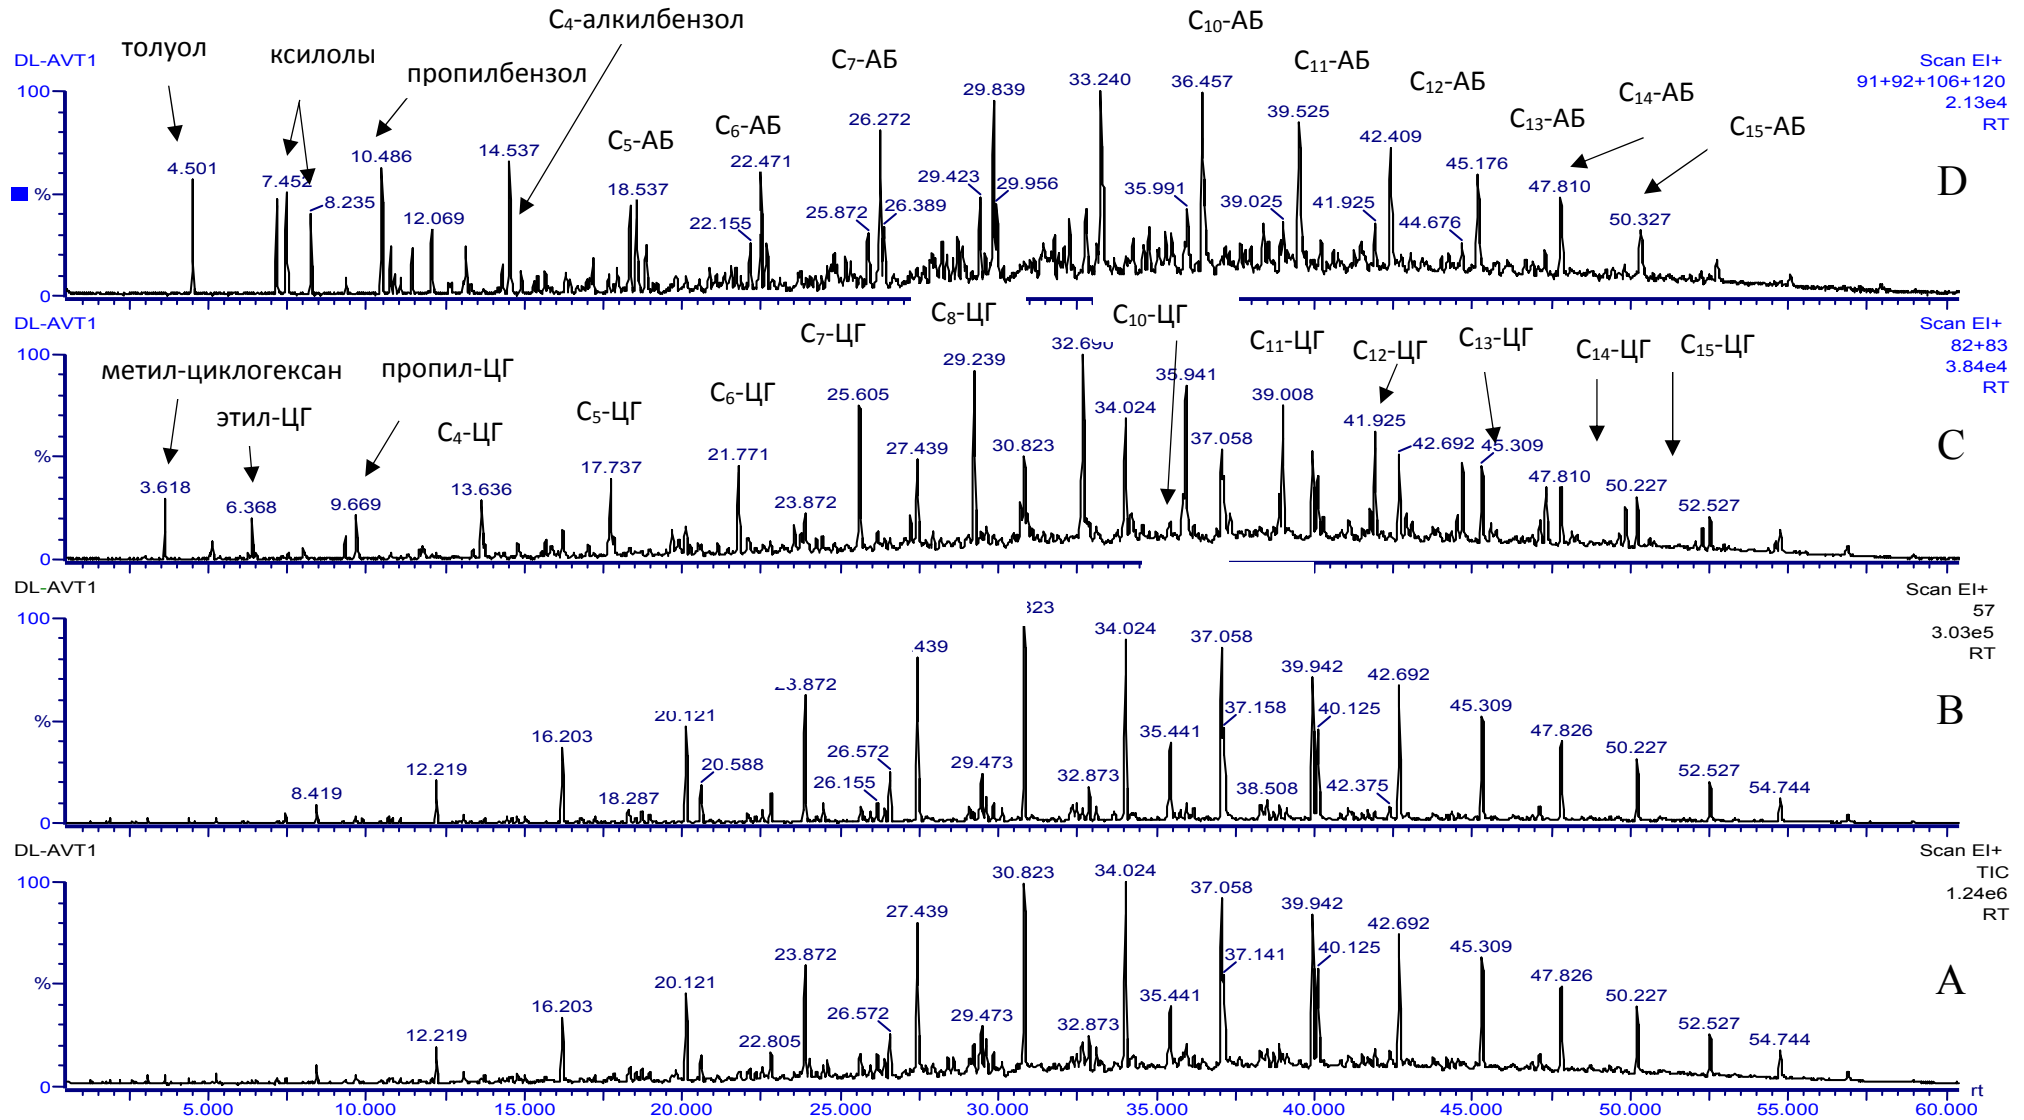 C₄-алкилбензол
толуол
ксилолы
пропилбензол
C₅-АБ
C₆-АБ
C₇-АБ
C₁₀-АБ
C₁₁-АБ
C₁₂-АБ
C₁₃-АБ
C₁₄-АБ
C₁₅-АБ
DL-AVT1
Scan EI+
91+92+106+120
2.13e4
RT
D
100
%
0
4.501
7.452
8.235
10.486
12.069
14.537
18.537
22.155
22.471
25.872
26.272
26.389
29.423
29.839
29.956
33.240
35.991
36.457
39.025
39.525
41.925
42.409
44.676
45.176
47.810
50.327
DL-AVT1
Scan EI+
82+83
3.84e4
RT
C
метил-циклогексан
этил-ЦГ
пропил-ЦГ
C₄-ЦГ
C₅-ЦГ
C₆-ЦГ
C₇-ЦГ
C₈-ЦГ
C₁₀-ЦГ
C₁₁-ЦГ
C₁₂-ЦГ
C₁₃-ЦГ
C₁₄-ЦГ
C₁₅-ЦГ
100
%
0
3.618
6.368
9.669
13.636
17.737
21.771
23.872
25.605
27.439
29.239
30.823
32.690
34.024
35.941
37.058
39.008
41.925
42.692
45.309
47.810
50.227
52.527
DL-AVT1
Scan EI+
57
3.03e5
RT
B
100
%
0
8.419
12.219
16.203
18.287
20.121
20.588
23.872
26.155
26.572
.439
29.473
323
32.873
34.024
35.441
37.058
37.158
38.508
39.942
40.125
42.375
42.692
45.309
47.826
50.227
52.527
54.744
DL-AVT1
Scan EI+
TIC
1.24e6
RT
A
100
%
0
12.219
16.203
20.121
22.805
23.872
26.572
27.439
29.473
30.823
32.873
34.024
35.441
37.058
37.141
39.942
40.125
42.692
45.309
47.826
50.227
52.527
54.744
rt
5.000 10.000 15.000 20.000 25.000 30.000 35.000 40.000 45.000 50.000 55.000 60.000